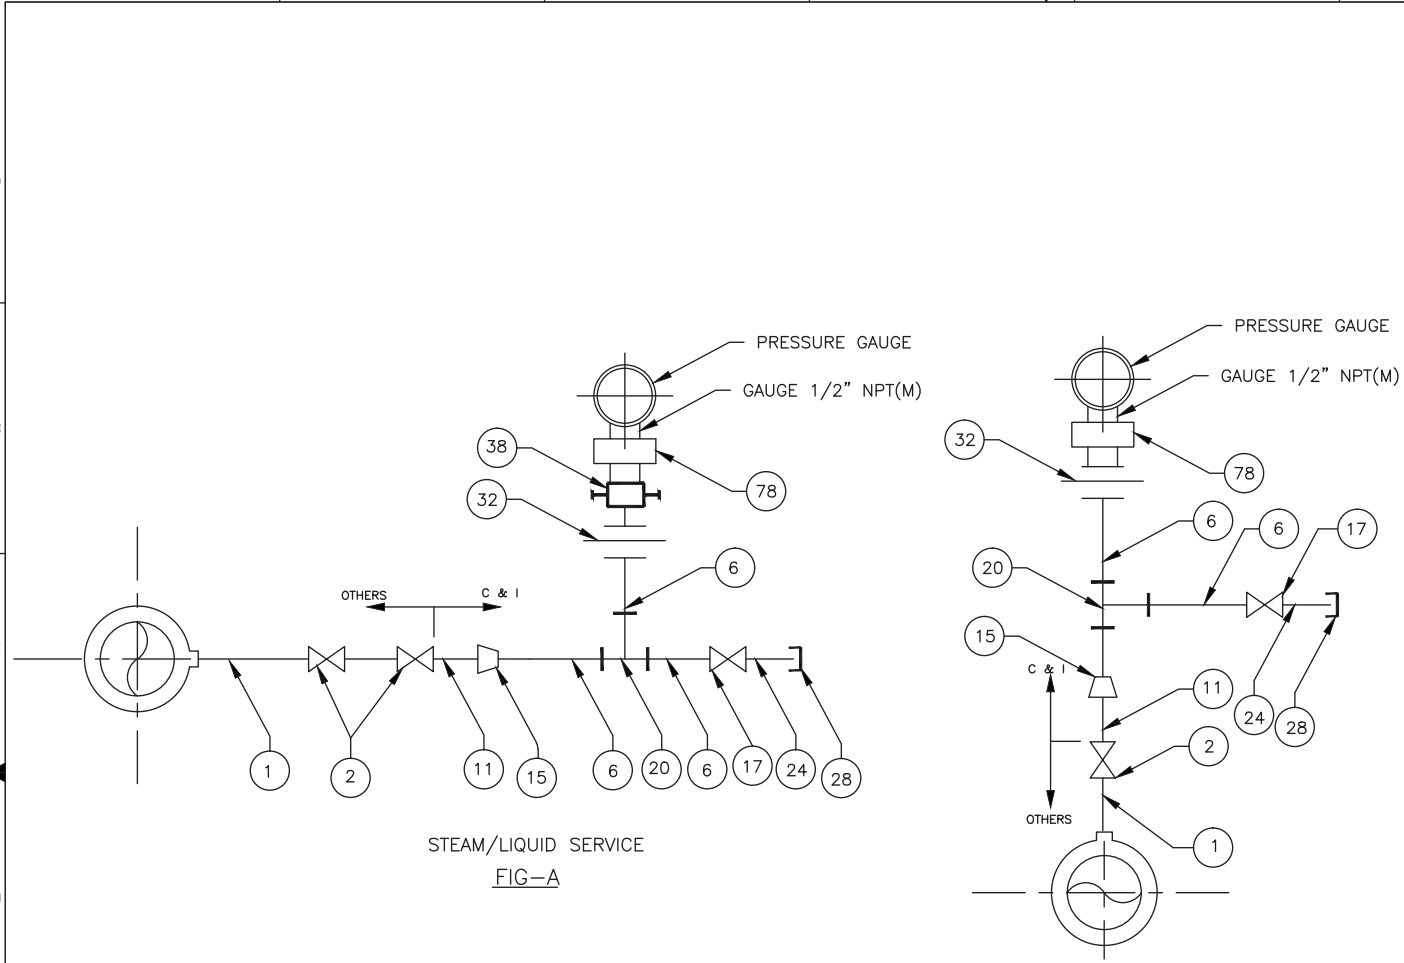 PRESSURE GAUGE
GAUGE 1/2" NPT(M)
38
32
78
6
OTHERS
C & I
1
2
11
15
6
20
6
17
24
28
STEAM/LIQUID SERVICE
FIG-A
PRESSURE GAUGE
GAUGE 1/2" NPT(M)
32
78
6
6
17
20
15
C & I
11
24
28
2
OTHERS
1